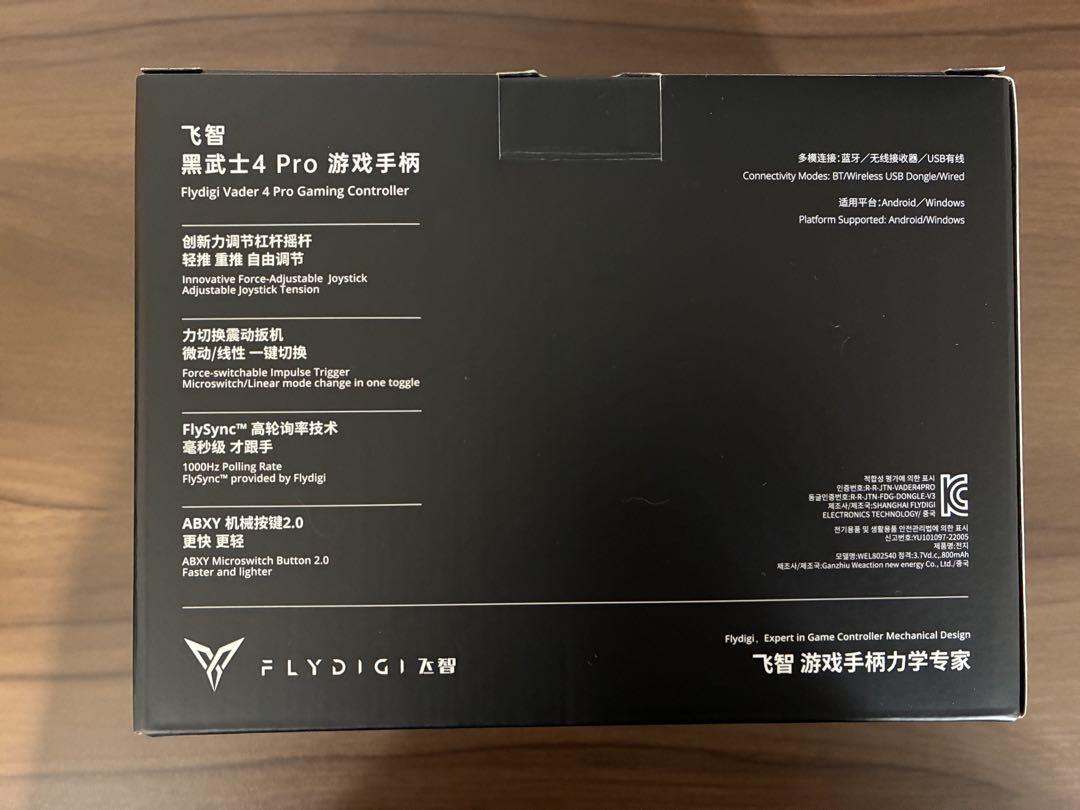 飞智
黑武士4 Pro 游戏手柄
Flydigi Vader 4 Pro Gaming Controller
创新力调节杠杆摇杆
轻推 重推 自由调节
Innovative Force-Adjustable Joystick
Adjustable Joystick Tension
力切换震动扳机
微动/线性 一键切换
Force-switchable Impulse Trigger
Microswitch/Linear mode change in one toggle
FlySync™ 高轮询率技术
毫秒级 才跟手
1000Hz Polling Rate
FlySync™ provided by Flydigi
ABXY 机械按键2.0
更快 更轻
ABXY Microswitch Button 2.0
Faster and lighter
多模连接：蓝牙／无线接收器／USB有线
Connectivity Modes: BT/Wireless USB Dongle/Wired
适用平台：Android／Windows
Platform Supported: Android/Windows
적합성 평가에 의한 표시
인증번호:R-R-JTN-VADER4PRO
동글인증번호:R-R-JTN-FDG-DONGLE-V3
제조사/제조국:SHANGHAI FLYDIGI
ELECTRONICS TECHNOLOGY/ 중국
전기용품 및 생활용품 안전관리법에 의한 표시
신고번호:YU101097-22005
제품명:전지
모델명:WEL802540 정격:3.7Vd.c,.800mAh
제조사/제조국:Ganzhiu Weaction new energy Co., Ltd./중국
FLYDIGI 飞智
Flydigi，Expert in Game Controller Mechanical Design
飞智 游戏手柄力学专家